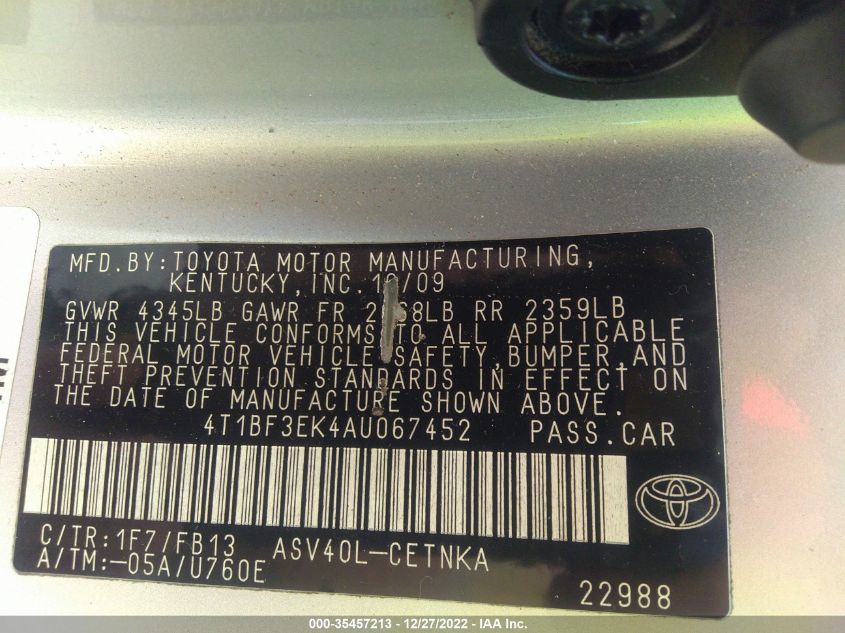 MFD.BY:TOYOTA MOTOR MANUFACTURING,
KENTUCKY,INC.
GVWR 4345LB GAWR FR RR 2359LB
THIS VEHICLE CONFORMS TO ALL APPLICABLE
FEDERAL MOTOR VEHICLE SAFETY,BUMPER,AND
THEFT PREVENTION STANDARDS IN EFFECT ON
THE DATE OF MANUFACTURE SHOWN ABOVE.
4T1BF3EK4AU067452 PASS.CAR
C/TR:1F7/FB13 ASV40L-CETNKA
A/TM:-05A/U760E
22988
000-35457213 - 12/27/2022 - IAA Inc.